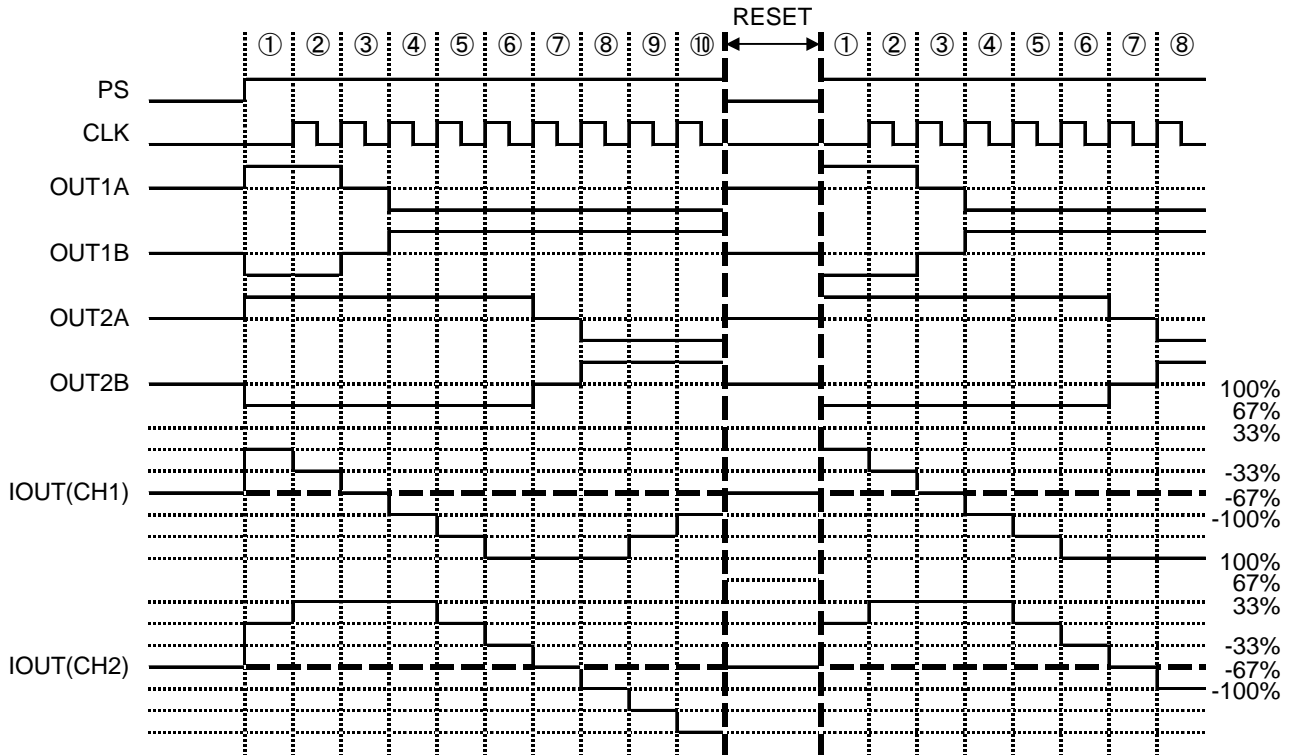 RESET
① ② ③ ④ ⑤ ⑥ ⑦ ⑧ ⑨ ⑩ ① ② ③ ④ ⑤ ⑥ ⑦ ⑧
PS
CLK
OUT1A
OUT1B
OUT2A
OUT2B
100%
67%
33%
-33%
IOUT(CH1)
-67%
-100%
100%
67%
33%
-33%
IOUT(CH2)
-67%
-100%